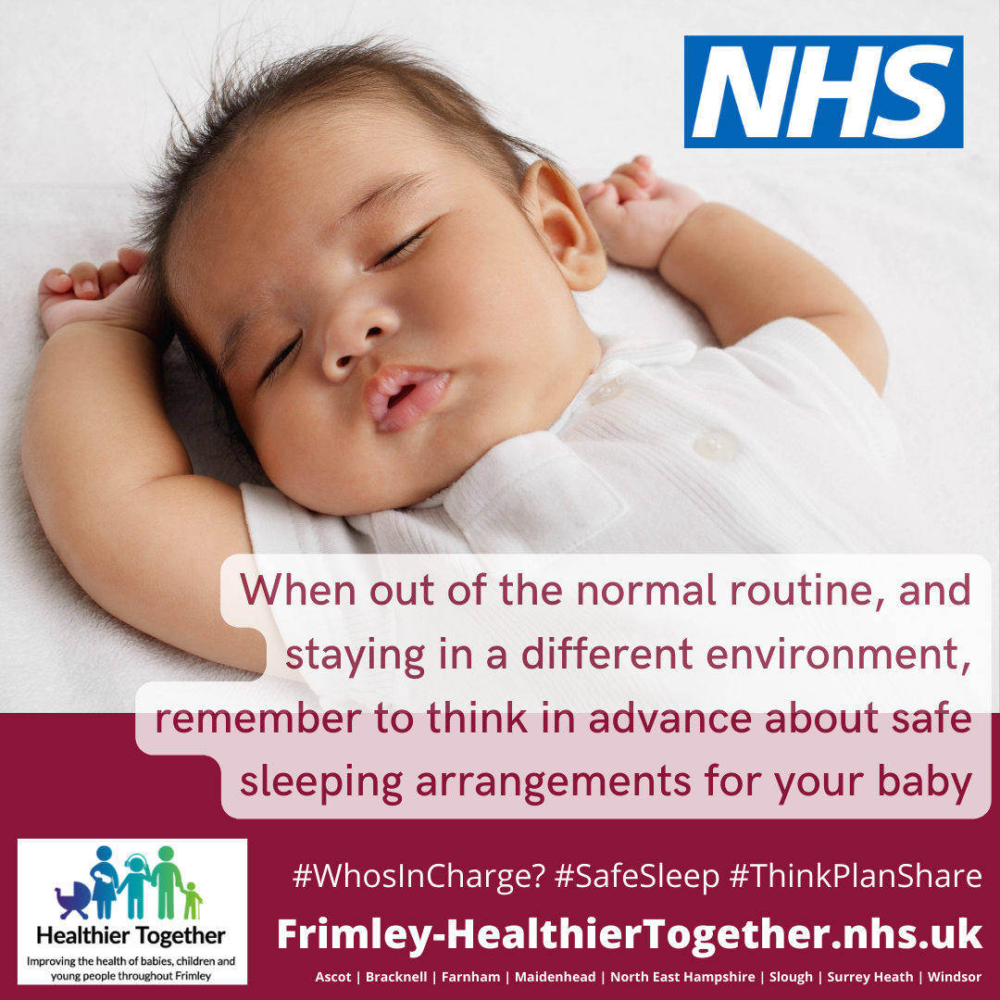 NHS
When out of the normal routine, and
staying in a different environment,
remember to think in advance about safe
sleeping arrangements for your baby
#WhosInCharge? #SafeSleep #ThinkPlanShare
Frimley-HealthierTogether.nhs.uk
Ascot | Bracknell | Farnham | Maidenhead | North East Hampshire | Slough | Surrey Heath | Windsor
Healthier Together
Improving the health of babies, children and
young people throughout Frimley